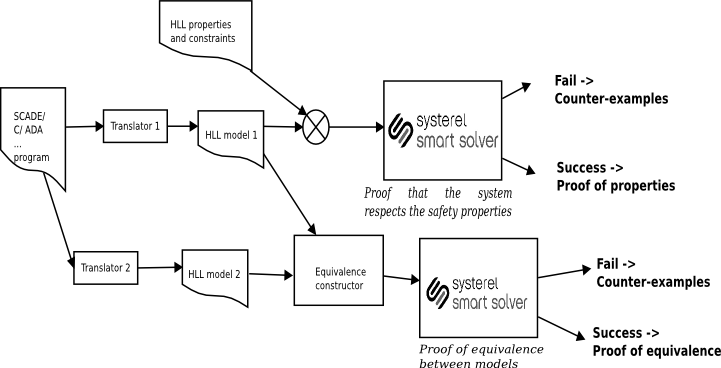 HLL properties
and constraints
SCADE/
C/ ADA
...
program
Translator 1
HLL model 1
systerel
smart solver
Fail ->
Counter-examples
Success ->
Proof of properties
Proof that the system
respects the safety properties
Translator 2
HLL model 2
Equivalence
constructor
systerel
smart solver
Fail ->
Counter-examples
Success ->
Proof of equivalence
Proof of equivalence
between models